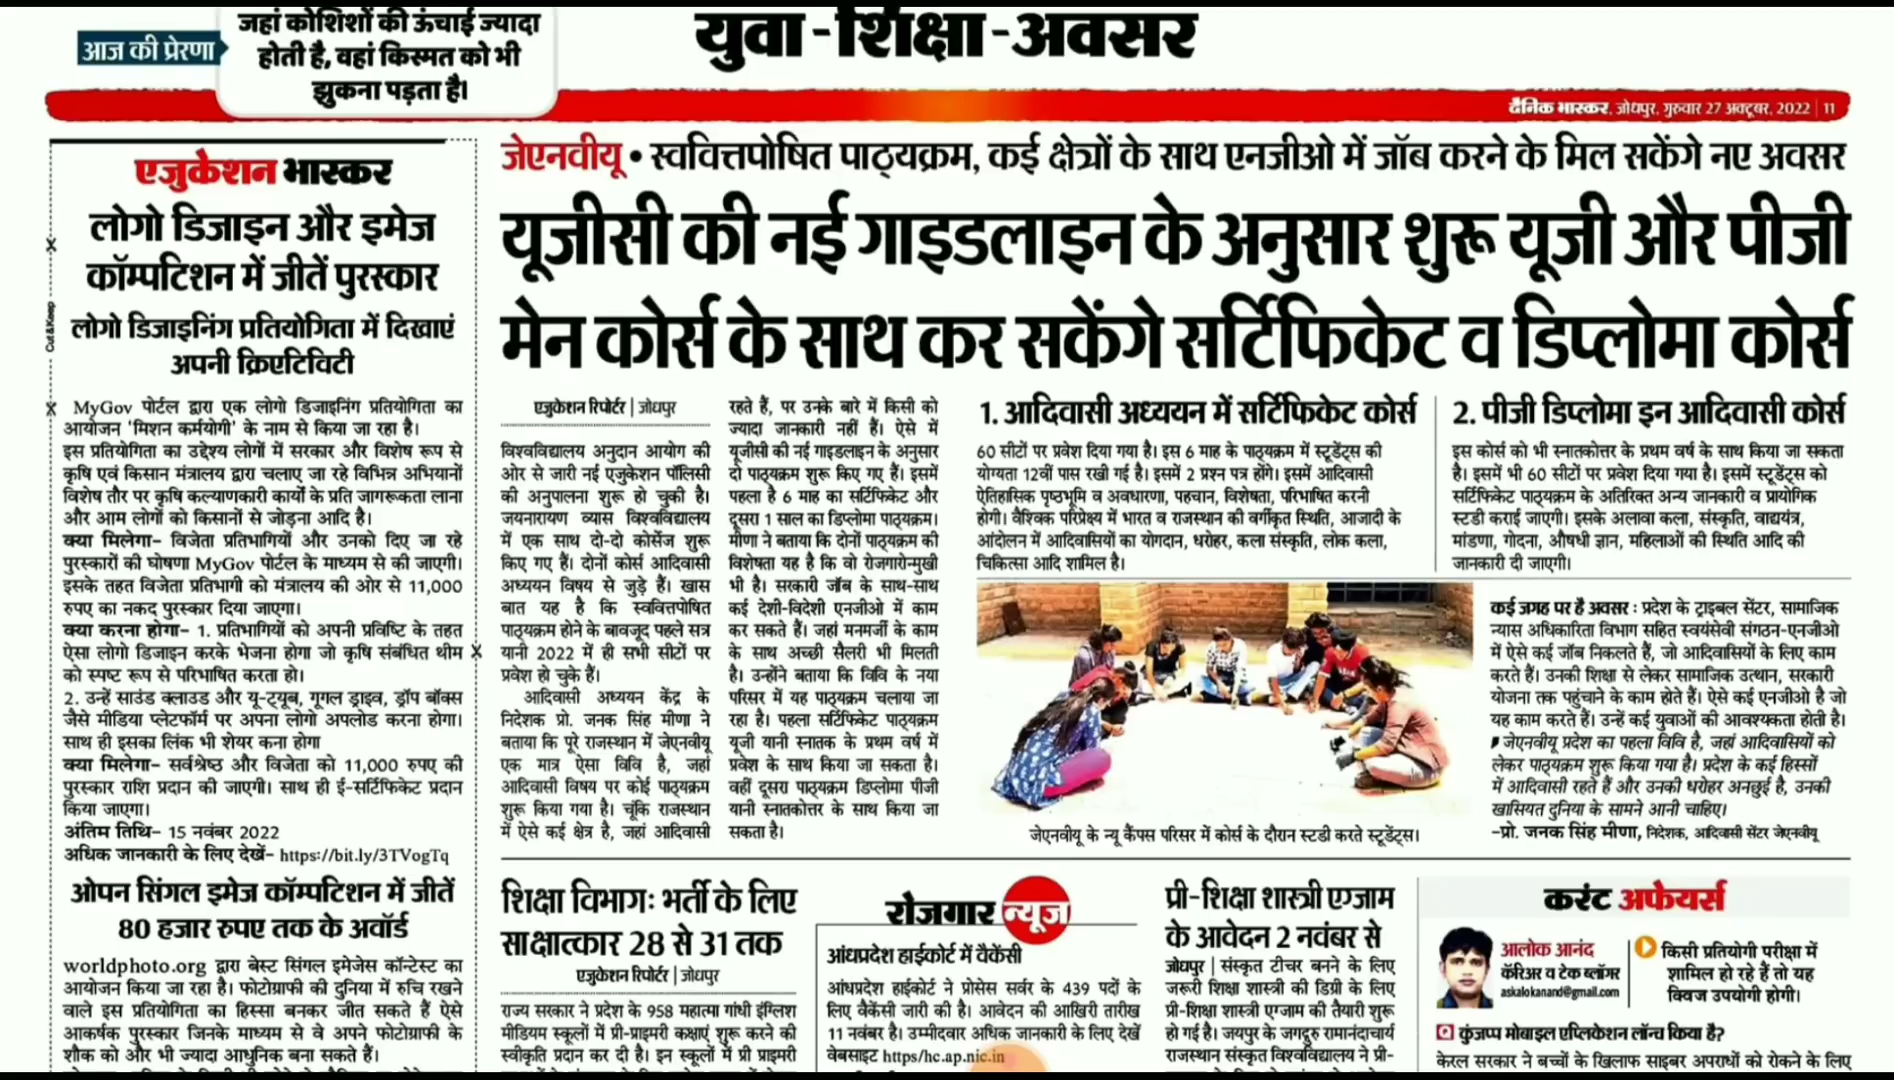 आज की प्रेरणा
जहां कोशिशों की ऊंचाई ज्यादा
होती है, वहां किस्मत को भी
झुकना पड़ता है।
युवा-शिक्षा-अवसर
दैनिक भास्कर, जोधपुर, गुरुवार 27 अक्टूबर, 2022 | 11
एजुकेशन भास्कर
लोगो डिजाइन और इमेज
कॉम्पटिशन में जीतें पुरस्कार
लोगो डिजाइनिंग प्रतियोगिता में दिखाएं
अपनी क्रिएटिविटी
Cut & Keep
MyGov पोर्टल द्वारा एक लोगो डिजाइनिंग प्रतियोगिता का
आयोजन 'मिशन कर्मयोगी' के नाम से किया जा रहा है।
इस प्रतियोगिता का उद्देश्य लोगों में सरकार और विशेष रूप से
कृषि एवं किसान मंत्रालय द्वारा चलाए जा रहे विभिन्न अभियानों
विशेष तौर पर कृषि कल्याणकारी कार्यों के प्रति जागरूकता लाना
और आम लोगों को किसानों से जोड़ना आदि है।
क्या मिलेगा- विजेता प्रतिभागियों और उनको दिए जा रहे
पुरस्कारों की घोषणा MyGov पोर्टल के माध्यम से की जाएगी।
इसके तहत विजेता प्रतिभागी को मंत्रालय की ओर से 11,000
रुपए का नकद पुरस्कार दिया जाएगा।
क्या करना होगा- 1. प्रतिभागियों को अपनी प्रविष्टि के तहत
ऐसा लोगो डिजाइन करके भेजना होगा जो कृषि संबंधित थीम
को स्पष्ट रूप से परिभाषित करता हो।
2. उन्हें साउंड क्लाउड और यू-ट्यूब, गूगल ड्राइव, ड्रॉप बॉक्स
जैसे मीडिया प्लेटफॉर्म पर अपना लोगो अपलोड करना होगा।
साथ ही इसका लिंक भी शेयर कना होगा
क्या मिलेगा- सर्वश्रेष्ठ और विजेता को 11,000 रुपए की
पुरस्कार राशि प्रदान की जाएगी। साथ ही ई-सर्टिफिकेट प्रदान
किया जाएगा।
अंतिम तिथि- 15 नवंबर 2022
अधिक जानकारी के लिए देखें- https://bit.ly/3TVogTq
ओपन सिंगल इमेज कॉम्पटिशन में जीतें
80 हजार रुपए तक के अवॉर्ड
worldphoto.org द्वारा बेस्ट सिंगल इमेजेस कॉन्टेस्ट का
आयोजन किया जा रहा है। फोटोग्राफी की दुनिया में रुचि रखने
वाले इस प्रतियोगिता का हिस्सा बनकर जीत सकते हैं ऐसे
आकर्षक पुरस्कार जिनके माध्यम से वे अपने फोटोग्राफी के
शौक को और भी ज्यादा आधुनिक बना सकते हैं।
जेएनवीयू • स्ववित्तपोषित पाठ्यक्रम, कई क्षेत्रों के साथ एनजीओ में जॉब करने के मिल सकेंगे नए अवसर
यूजीसी की नई गाइडलाइन के अनुसार शुरू यूजी और पीजी
मेन कोर्स के साथ कर सकेंगे सर्टिफिकेट व डिप्लोमा कोर्स
एजुकेशन रिपोर्टर | जोधपुर
विश्वविद्यालय अनुदान आयोग की
ओर से जारी नई एजुकेशन पॉलिसी
की अनुपालना शुरू हो चुकी है।
जयनारायण व्यास विश्वविद्यालय
में एक साथ दो-दो कोर्सेज शुरू
किए गए हैं। दोनों कोर्स आदिवासी
अध्ययन विषय से जुड़े हैं। खास
बात यह है कि स्ववित्तपोषित
पाठ्यक्रम होने के बावजूद पहले सत्र
यानी 2022 में ही सभी सीटों पर
प्रवेश हो चुके हैं।
आदिवासी अध्ययन केंद्र के
निदेशक प्रो. जनक सिंह मीणा ने
बताया कि पूरे राजस्थान में जेएनवीयू
एक मात्र ऐसा विवि है, जहां
आदिवासी विषय पर कोई पाठ्यक्रम
शुरू किया गया है। चूंकि राजस्थान
में ऐसे कई क्षेत्र है, जहां आदिवासी
रहते हैं, पर उनके बारे में किसी को
ज्यादा जानकारी नहीं हैं। ऐसे में
यूजीसी की नई गाइडलाइन के अनुसार
दो पाठ्यक्रम शुरू किए गए हैं। इसमें
पहला है 6 माह का सर्टिफिकेट और
दूसरा 1 साल का डिप्लोमा पाठ्यक्रम।
मीणा ने बताया कि दोनों पाठ्यक्रम की
विशेषता यह है कि वो रोजगारोन्मुखी
भी है। सरकारी जॉब के साथ-साथ
कई देशी-विदेशी एनजीओ में काम
कर सकते हैं। जहां मनमर्जी के काम
के साथ अच्छी सैलरी भी मिलती
है। उन्होंने बताया कि विवि के नया
परिसर में यह पाठ्यक्रम चलाया जा
रहा है। पहला सर्टिफिकेट पाठ्यक्रम
यूजी यानी स्नातक के प्रथम वर्ष में
प्रवेश के साथ किया जा सकता है।
वहीं दूसरा पाठ्यक्रम डिप्लोमा पीजी
यानी स्नातकोत्तर के साथ किया जा
सकता है।
1. आदिवासी अध्ययन में सर्टिफिकेट कोर्स
60 सीटों पर प्रवेश दिया गया है। इस 6 माह के पाठ्यक्रम में स्टूडेंट्स की
योग्यता 12वीं पास रखी गई है। इसमें 2 प्रश्न पत्र होंगे। इसमें आदिवासी
ऐतिहासिक पृष्ठभूमि व अवधारणा, पहचान, विशेषता, परिभाषित करनी
होगी। वैश्विक परिप्रेक्ष्य में भारत व राजस्थान की वर्गीकृत स्थिति, आजादी के
आंदोलन में आदिवासियों का योगदान, धरोहर, कला संस्कृति, लोक कला,
चिकित्सा आदि शामिल है।
2. पीजी डिप्लोमा इन आदिवासी कोर्स
इस कोर्स को भी स्नातकोत्तर के प्रथम वर्ष के साथ किया जा सकता
है। इसमें भी 60 सीटों पर प्रवेश दिया गया है। इसमें स्टूडेंट्स को
सर्टिफिकेट पाठ्यक्रम के अतिरिक्त अन्य जानकारी व प्रायोगिक
स्टडी कराई जाएगी। इसके अलावा कला, संस्कृति, वाद्ययंत्र,
मांडणा, गोदना, औषधी ज्ञान, महिलाओं की स्थिति आदि की
जानकारी दी जाएगी।
जेएनवीयू के न्यू कैंपस परिसर में कोर्स के दौरान स्टडी करते स्टूडेंट्स।
कई जगह पर है अवसर : प्रदेश के ट्राइबल सेंटर, सामाजिक
न्यास अधिकारिता विभाग सहित स्वयंसेवी संगठन-एनजीओ
में ऐसे कई जॉब निकलते हैं, जो आदिवासियों के लिए काम
करते हैं। उनकी शिक्षा से लेकर सामाजिक उत्थान, सरकारी
योजना तक पहुंचाने के काम होते हैं। ऐसे कई एनजीओ है जो
यह काम करते हैं। उन्हें कई युवाओं की आवश्यकता होती है।
जेएनवीयू प्रदेश का पहला विवि है, जहां आदिवासियों को
लेकर पाठ्यक्रम शुरू किया गया है। प्रदेश के कई हिस्सों
में आदिवासी रहते हैं और उनकी धरोहर अनछुई है, उनकी
खासियत दुनिया के सामने आनी चाहिए।
-प्रो. जनक सिंह मीणा, निदेशक, आदिवासी सेंटर जेएनवीयू
शिक्षा विभाग: भर्ती के लिए
साक्षात्कार 28 से 31 तक
एजुकेशन रिपोर्टर | जोधपुर
राज्य सरकार ने प्रदेश के 958 महात्मा गांधी इंग्लिश
मीडियम स्कूलों में प्री-प्राइमरी कक्षाएं शुरू करने की
स्वीकृति प्रदान कर दी है। इन स्कूलों में प्री प्राइमरी
रोजगार न्यूज
आंध्रप्रदेश हाईकोर्ट में वैकेंसी
आंध्रप्रदेश हाईकोर्ट ने प्रोसेस सर्वर के 439 पदों के
लिए वैकेंसी जारी की है। आवेदन की आखिरी तारीख
11 नवंबर है। उम्मीदवार अधिक जानकारी के लिए देखें
वेबसाइट https/hc.ap.nic.in
प्री-शिक्षा शास्त्री एग्जाम
के आवेदन 2 नवंबर से
जोधपुर | संस्कृत टीचर बनने के लिए
जरूरी शिक्षा शास्त्री की डिग्री के लिए
प्री-शिक्षा शास्त्री एग्जाम की तैयारी शुरू
हो गई है। जयपुर के जगद्गुरु रामानंदाचार्य
राजस्थान संस्कृत विश्वविद्यालय ने प्री-
करंट अफेयर्स
आलोक आनंद
कॅरिअर व टेक ब्लॉगर
askalokanand@gmail.com
किसी प्रतियोगी परीक्षा में
शामिल हो रहे हैं तो यह
क्विज उपयोगी होगी।
Q कुंजप्प मोबाइल एप्लिकेशन लॉन्च किया है?
केरल सरकार ने बच्चों के खिलाफ साइबर अपराधों को रोकने के लिए